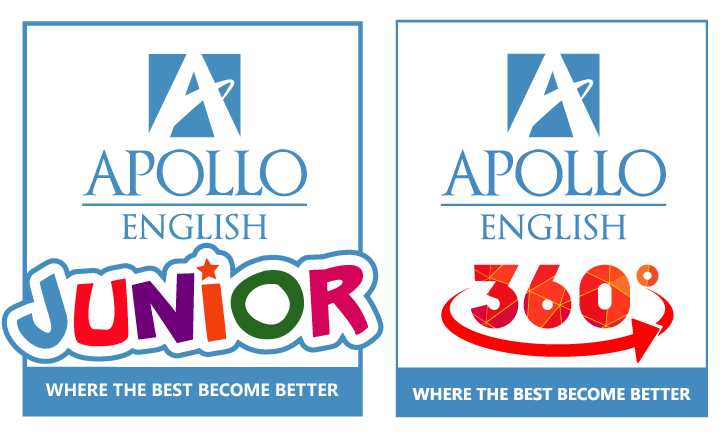 APOLLO
ENGLISH
JUNIOR
WHERE THE BEST BECOME BETTER
APOLLO
ENGLISH
360°
WHERE THE BEST BECOME BETTER